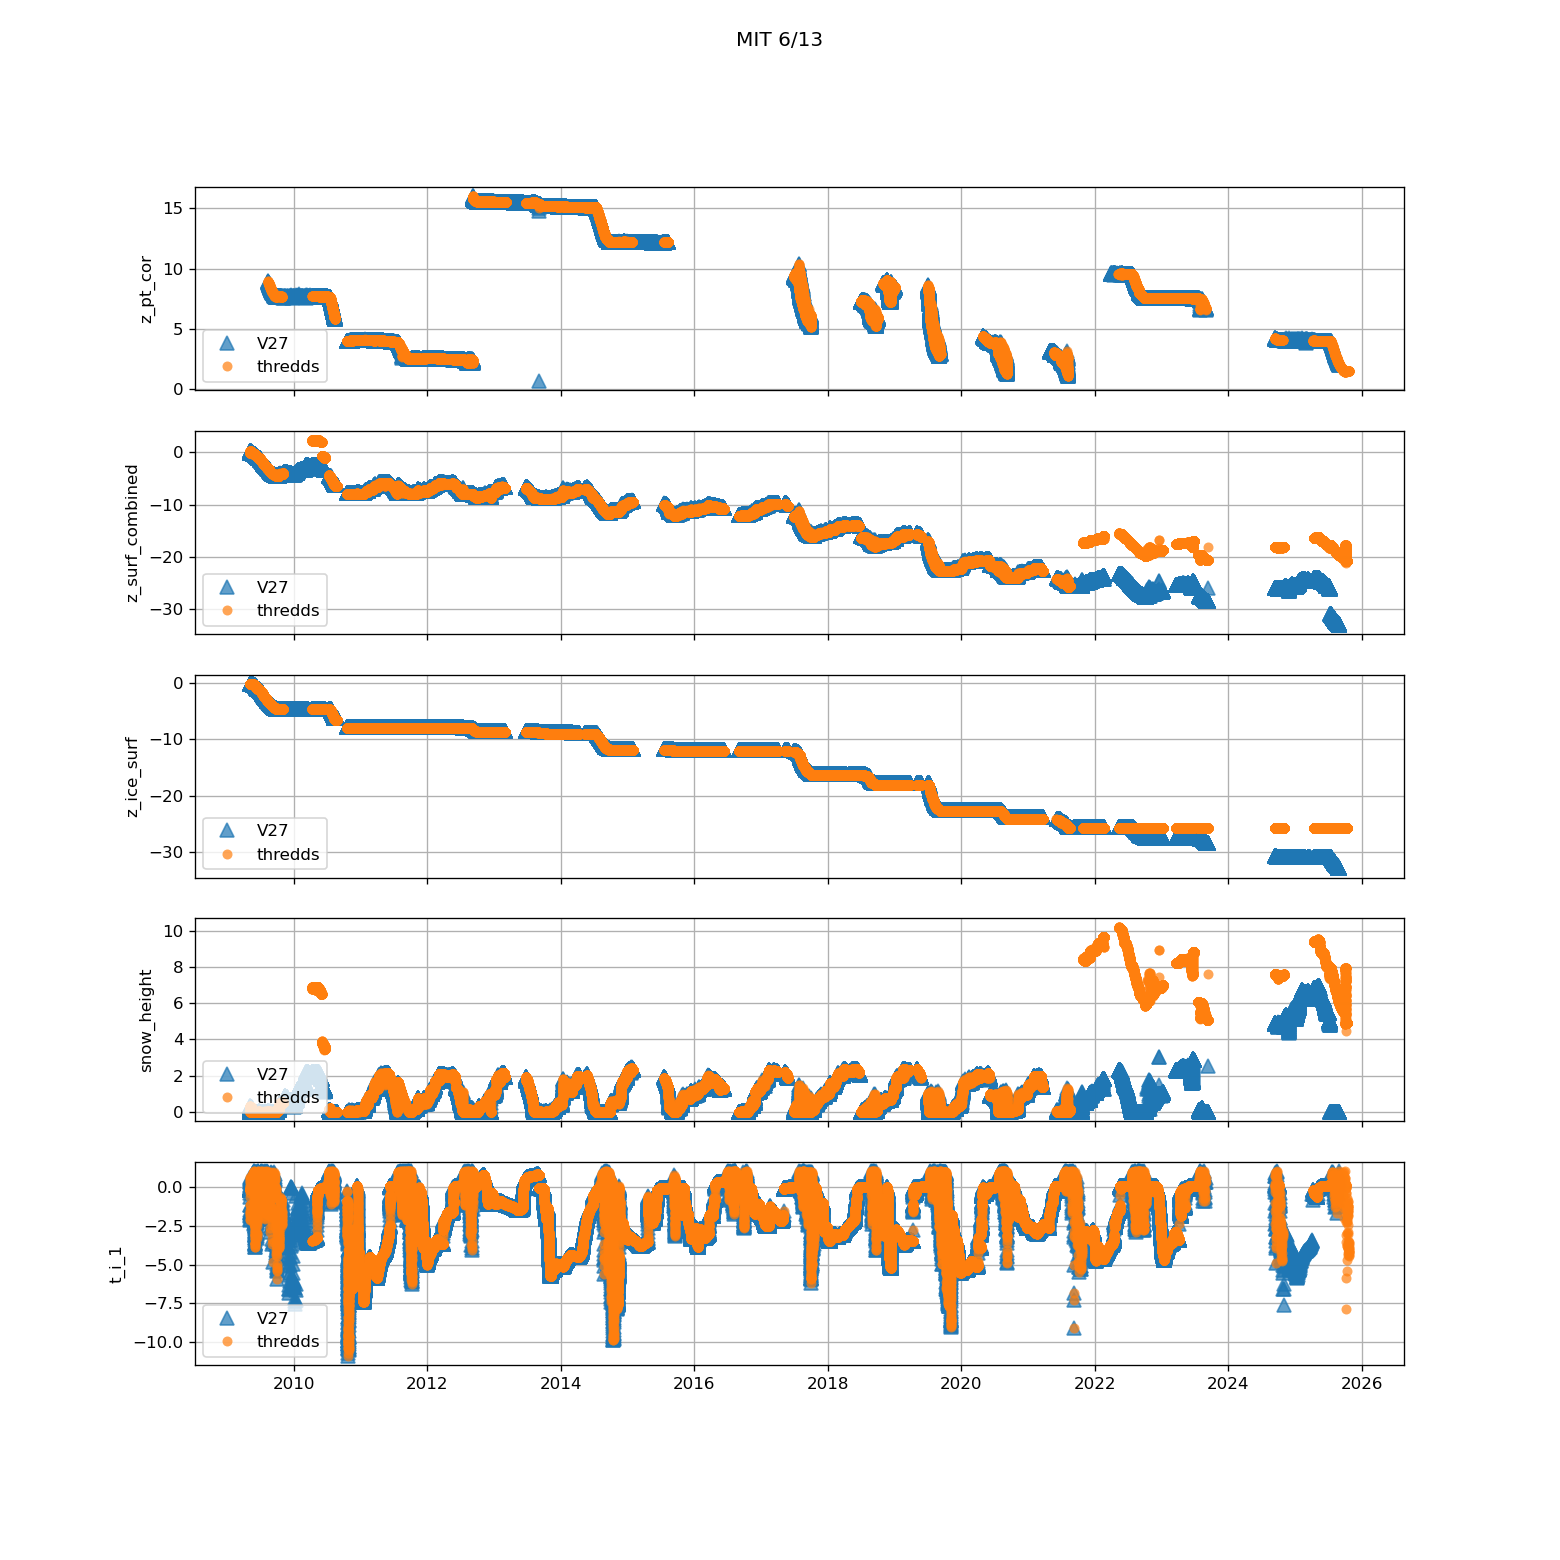 MIT 6/13
15
10
5
0
z_pt_cor
V27
thredds
0
−10
−20
−30
z_surf_combined
V27
thredds
0
−10
−20
−30
z_ice_surf
V27
thredds
10
8
6
4
2
0
snow_height
V27
thredds
0.0
−2.5
−5.0
−7.5
−10.0
t_i_1
V27
thredds
2010 2012 2014 2016 2018 2020 2022 2024 2026